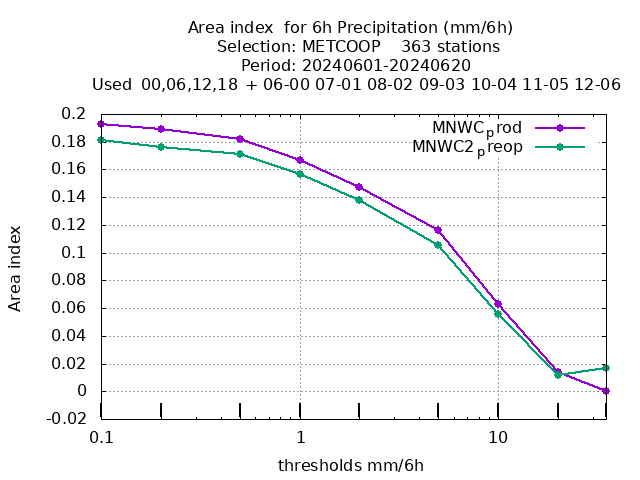 Area index  for 6h Precipitation (mm/6h)
Selection: METCOOP    363 stations
Period: 20240601-20240620
Used  00,06,12,18  + 06-00 07-01 08-02 09-03 10-04 11-05 12-06
MNWCprod
MNWC2preop
0.2
0.18
0.16
0.14
0.12
0.1
0.08
0.06
0.04
0.02
0
-0.02
Area index
0.1 1 10
thresholds mm/6h